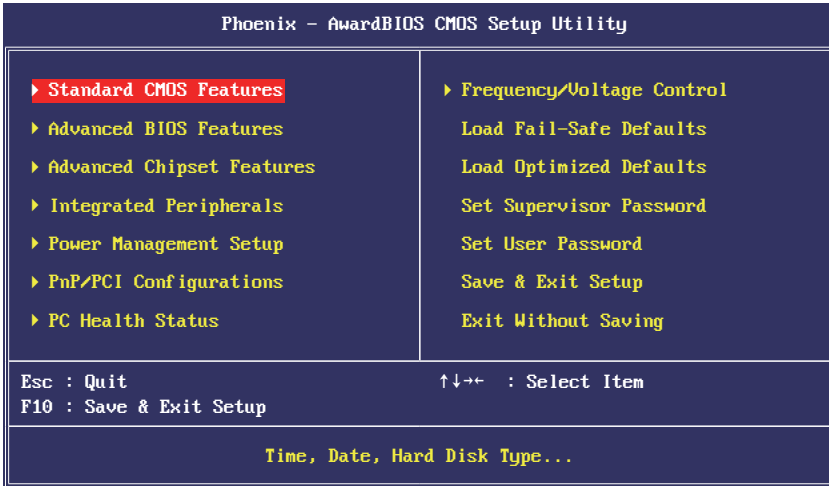 Phoenix - AwardBIOS CMOS Setup Utility
Standard CMOS Features
Advanced BIOS Features
Advanced Chipset Features
Integrated Peripherals
Power Management Setup
PnP/PCI Configurations
PC Health Status
Frequency/Voltage Control
Load Fail-Safe Defaults
Load Optimized Defaults
Set Supervisor Password
Set User Password
Save & Exit Setup
Exit Without Saving
Esc : Quit
F10 : Save & Exit Setup
↑↓→← : Select Item
Time, Date, Hard Disk Type...